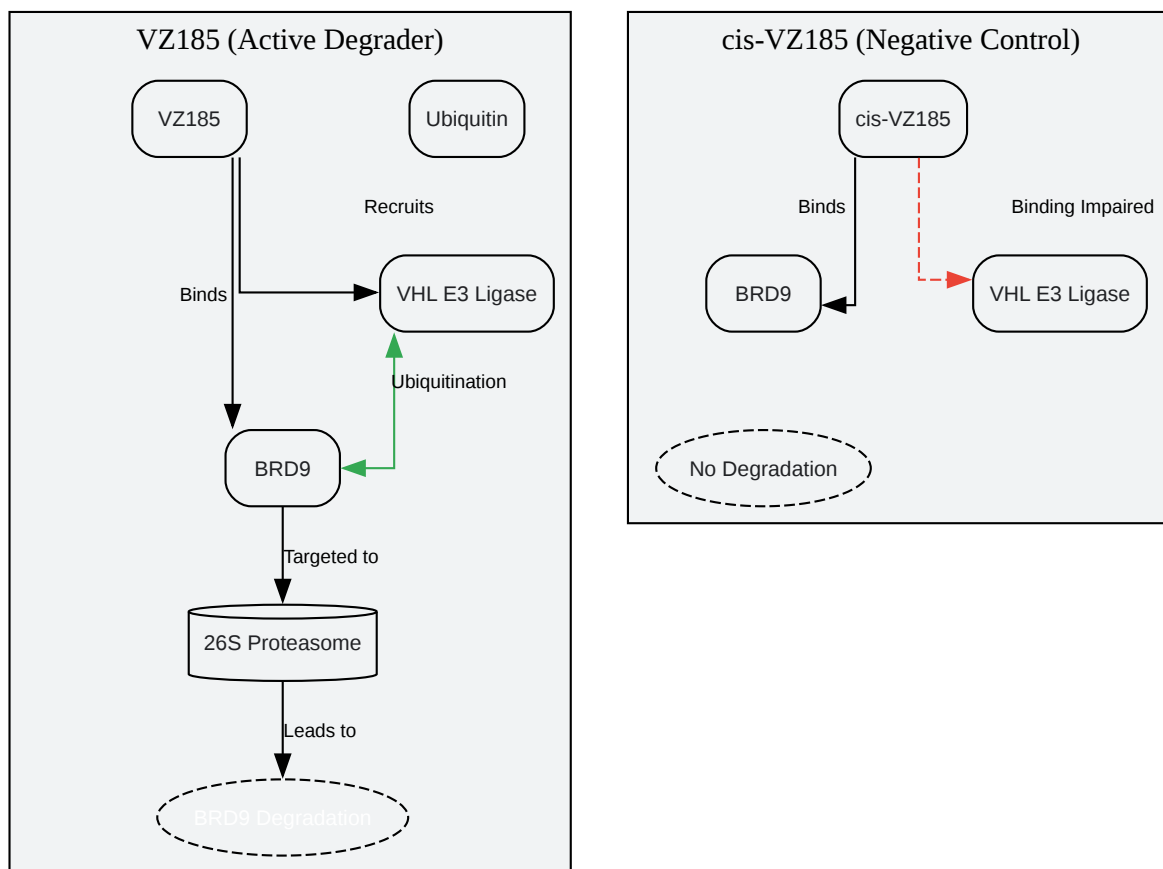 VZ185 (Active Degrader)
VZ185
Ubiquitin
Recruits
Binds
VHL E3 Ligase
Ubiquitination
BRD9
Targeted to
26S Proteasome
Leads to
BRD9 Degradation
cis-VZ185 (Negative Control)
cis-VZ185
Binds
Binding Impaired
BRD9
VHL E3 Ligase
No Degradation